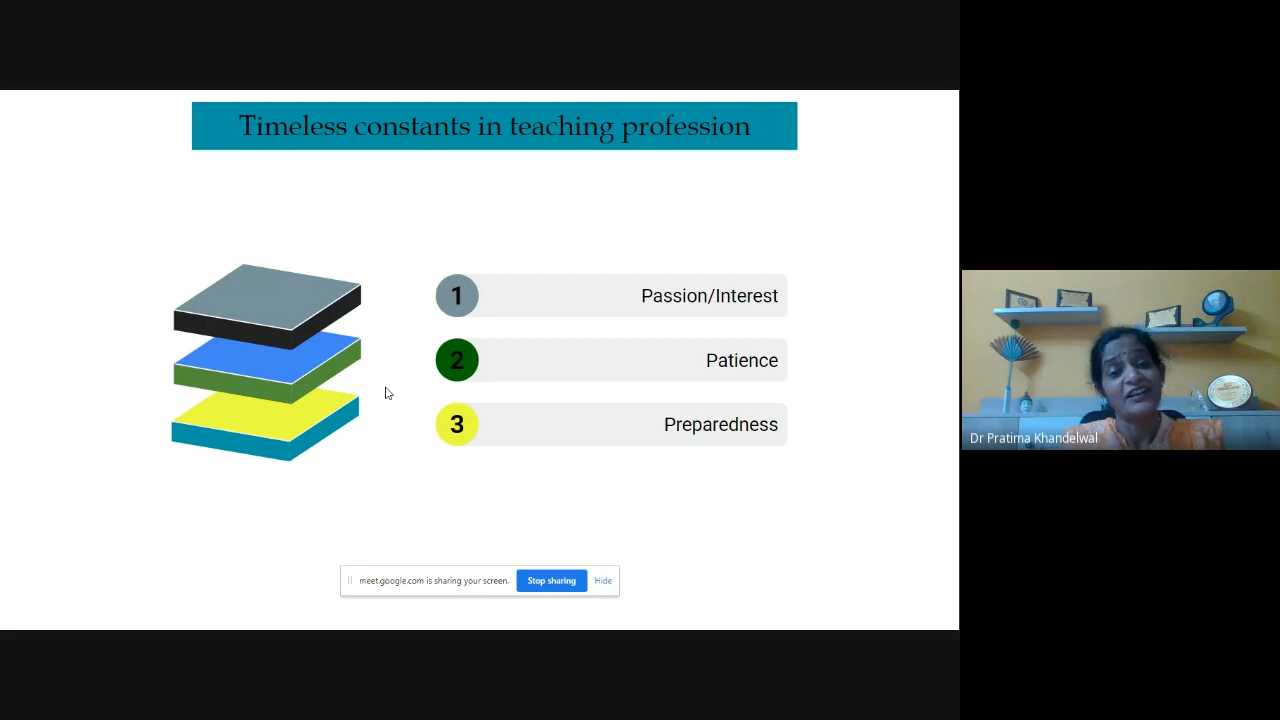 Timeless constants in teaching profession
1 Passion/Interest
2 Patience
3 Preparedness
meet.google.com is sharing your screen. Stop sharing Hide
Dr Pratima Khandelwal